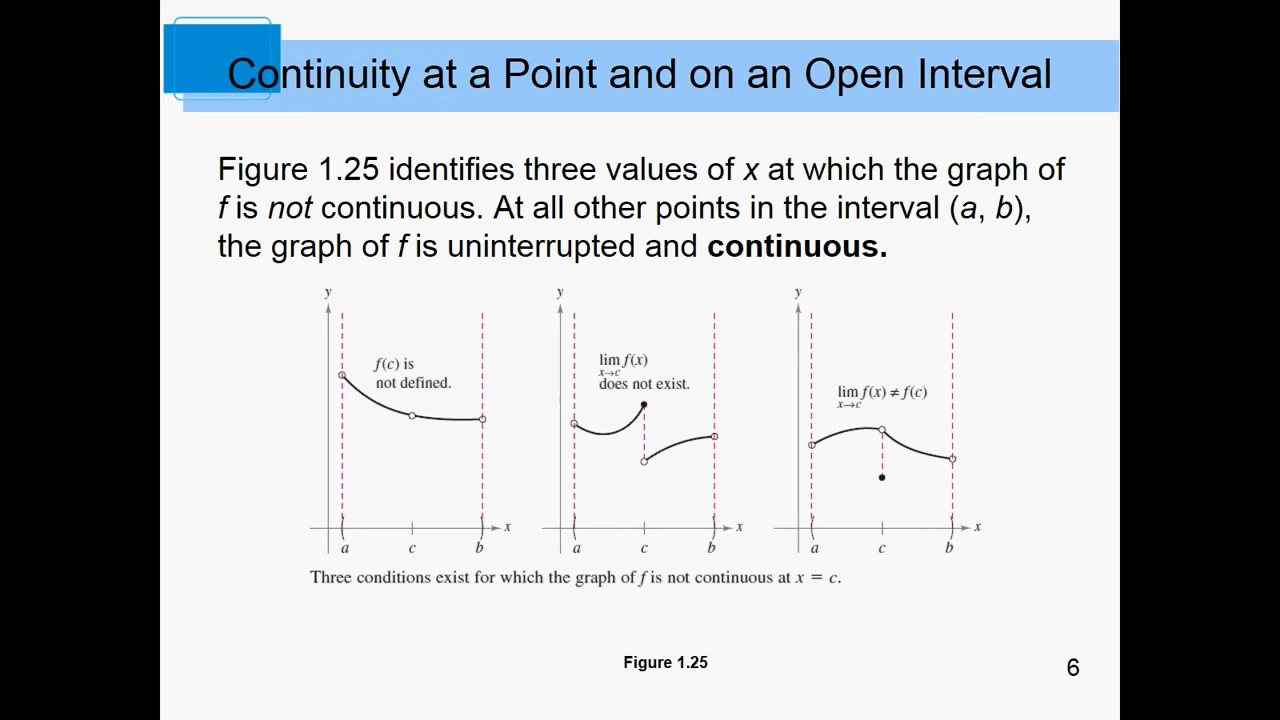 Continuity at a Point and on an Open Interval
Figure 1.25 identifies three values of x at which the graph of
f is not continuous. At all other points in the interval (a, b),
the graph of f is uninterrupted and continuous.
y
f(c) is
not defined.
x
a c b
y
lim f(x)
x→c
does not exist.
x
a c b
y
lim f(x) ≠ f(c)
x→c
x
a c b
Three conditions exist for which the graph of f is not continuous at x = c.
Figure 1.25
6